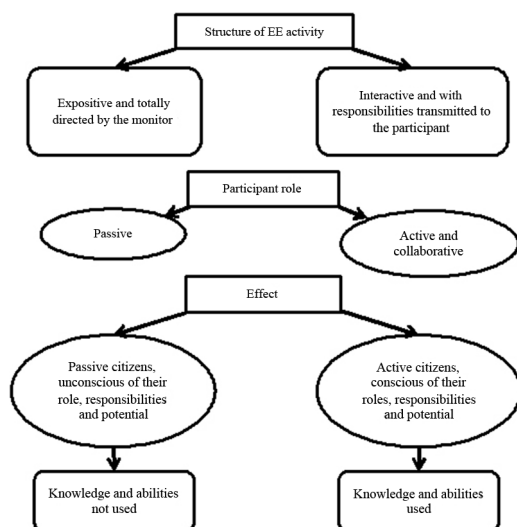 Structure of EE activity
Expositive and totally
directed by the monitor
Interactive and with
responsibilities transmitted to
the participant
Participant role
Passive
Active and
collaborative
Effect
Passive citizens,
unconscious of their
role, responsibilities
and potential
Active citizens,
conscious of their
roles, responsibilities
and potential
Knowledge and abilities
not used
Knowledge and abilities
used